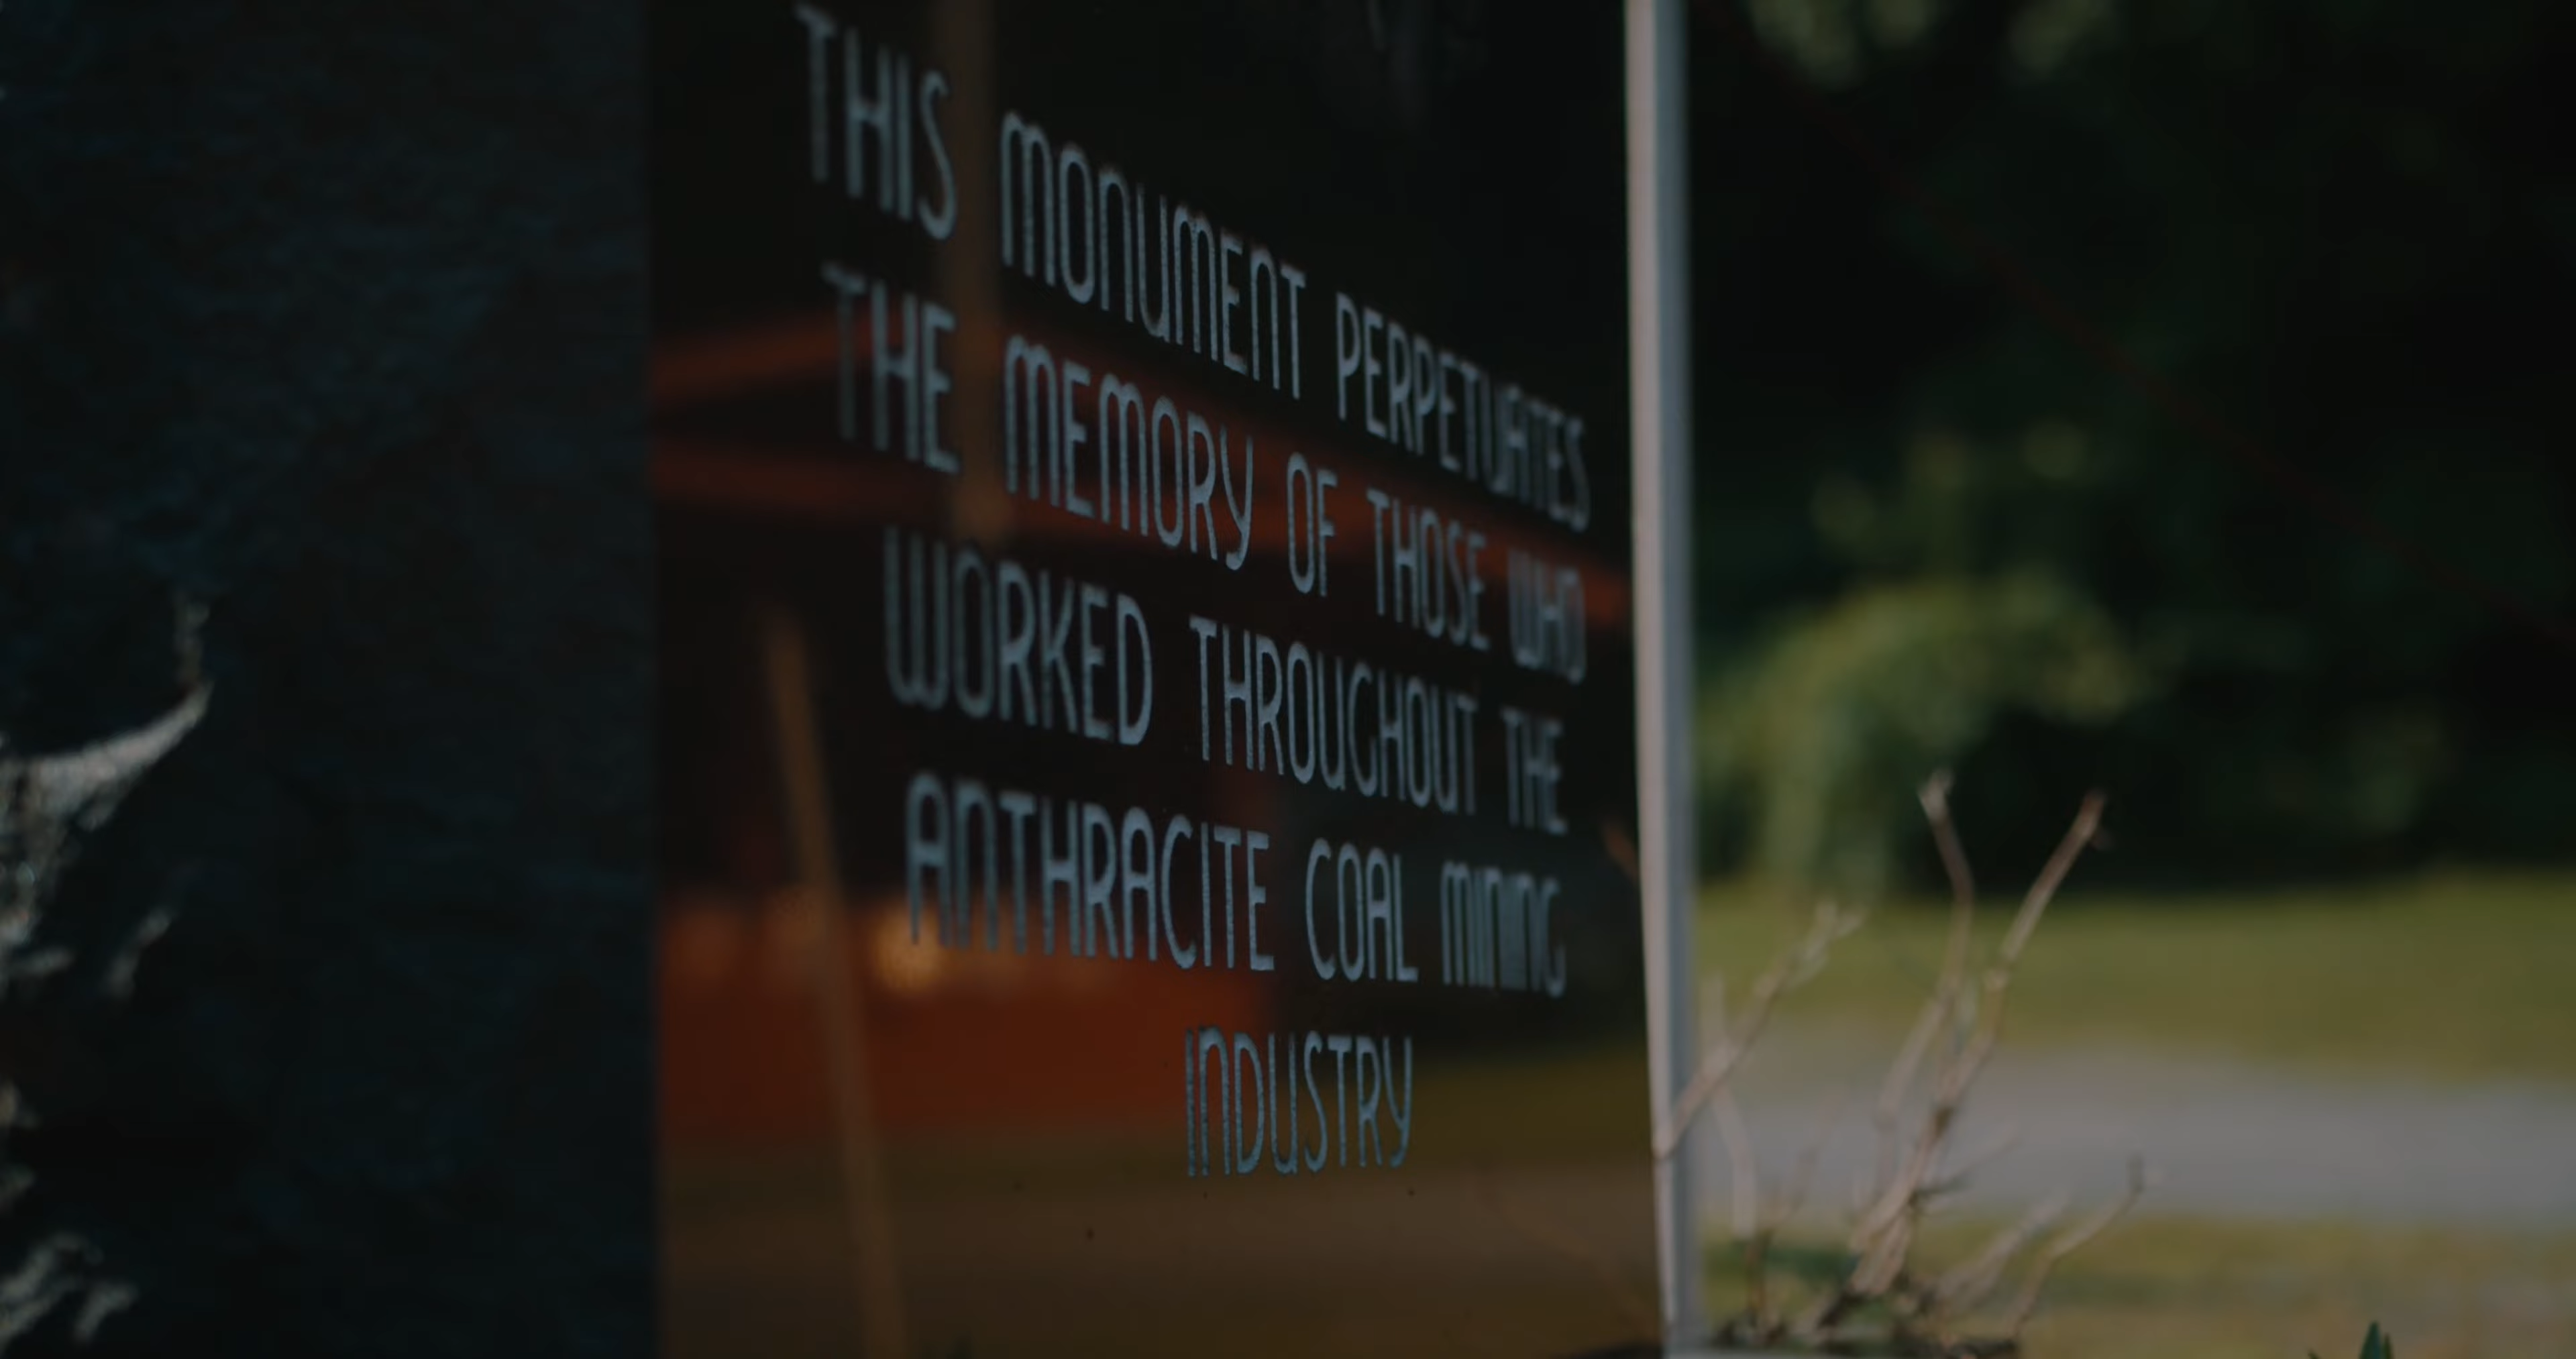 THIS MONUMENT PERPETUATES
THE MEMORY OF THOSE WHO
WORKED THROUGHOUT THE
ANTHRACITE COAL MINING
INDUSTRY